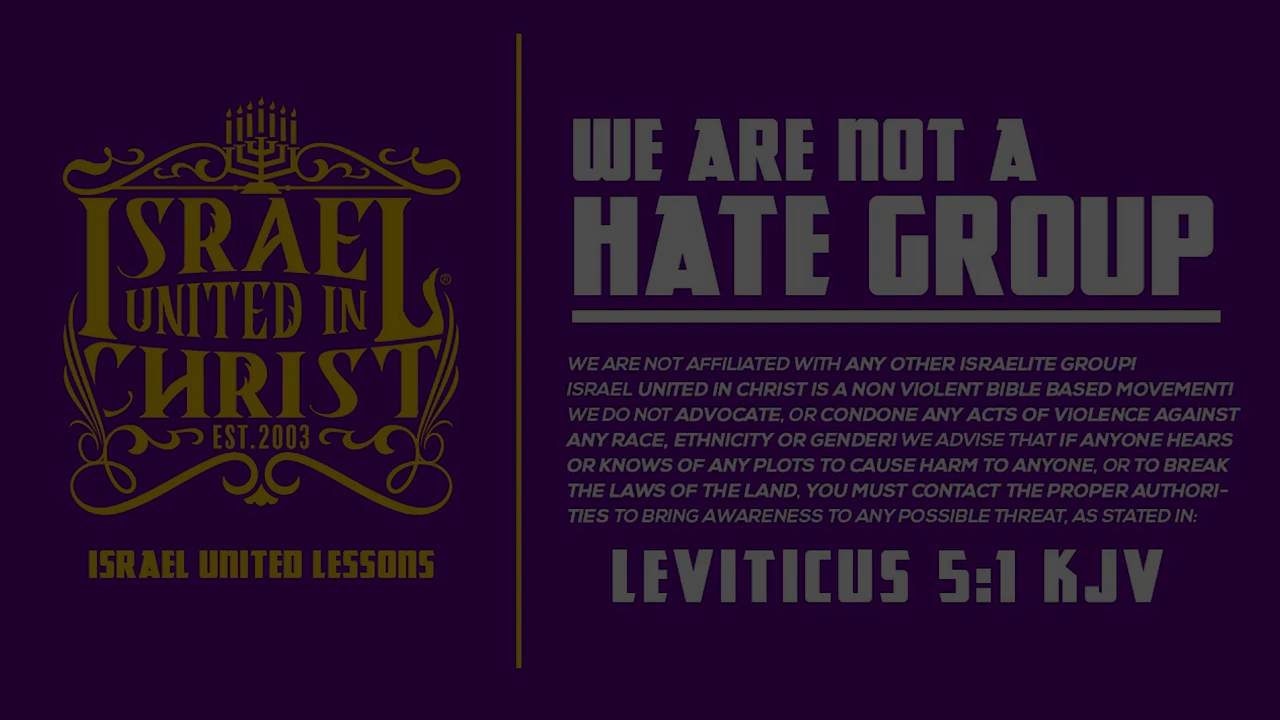 ISRAEL
UNITED IN
CHRIST
EST. 2003
ISRAEL UNITED LESSONS
WE ARE NOT A
HATE GROUP
WE ARE NOT AFFILIATED WITH ANY OTHER ISRAELITE GROUP!
ISRAEL UNITED IN CHRIST IS A NON VIOLENT BIBLE BASED MOVEMENT!
WE DO NOT ADVOCATE, OR CONDONE ANY ACTS OF VIOLENCE AGAINST
ANY RACE, ETHNICITY OR GENDER! WE ADVISE THAT IF ANYONE HEARS
OR KNOWS OF ANY PLOTS TO CAUSE HARM TO ANYONE, OR TO BREAK
THE LAWS OF THE LAND, YOU MUST CONTACT THE PROPER AUTHORI-
TIES TO BRING AWARENESS TO ANY POSSIBLE THREAT, AS STATED IN:
LEVITICUS 5:1 KJV